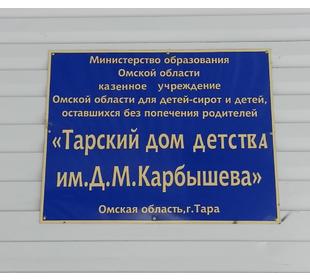 Министерство образования
Омской области
казенное учреждение
Омской области для детей-сирот и детей,
оставшихся без попечения родителей
«Тарский дом детства
им.Д.М.Карбышева»
Омская область,г.Тара